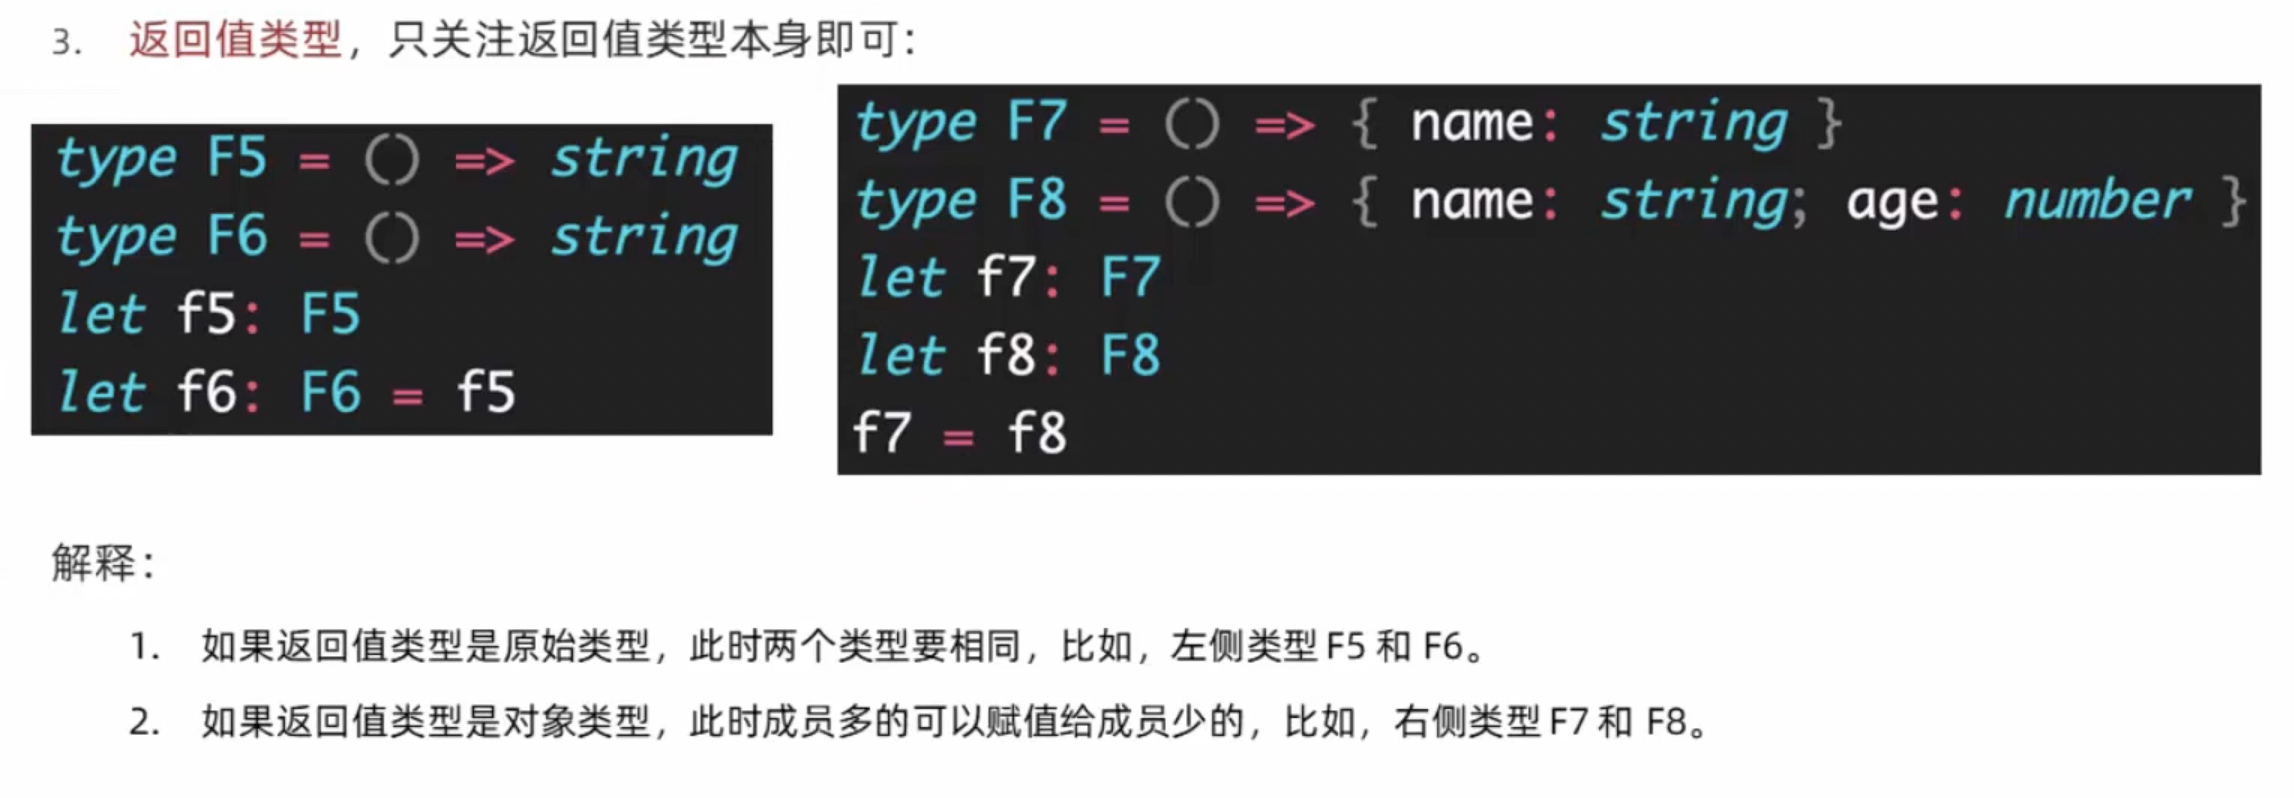 3. 返回值类型，只关注返回值类型本身即可：
type F5 = () => string
type F6 = () => string
let f5: F5
let f6: F6 = f5
type F7 = () => { name: string }
type F8 = () => { name: string; age: number }
let f7: F7
let f8: F8
f7 = f8
解释：
1. 如果返回值类型是原始类型，此时两个类型要相同，比如，左侧类型 F5 和 F6。
2. 如果返回值类型是对象类型，此时成员多的可以赋值给成员少的，比如，右侧类型 F7 和 F8。